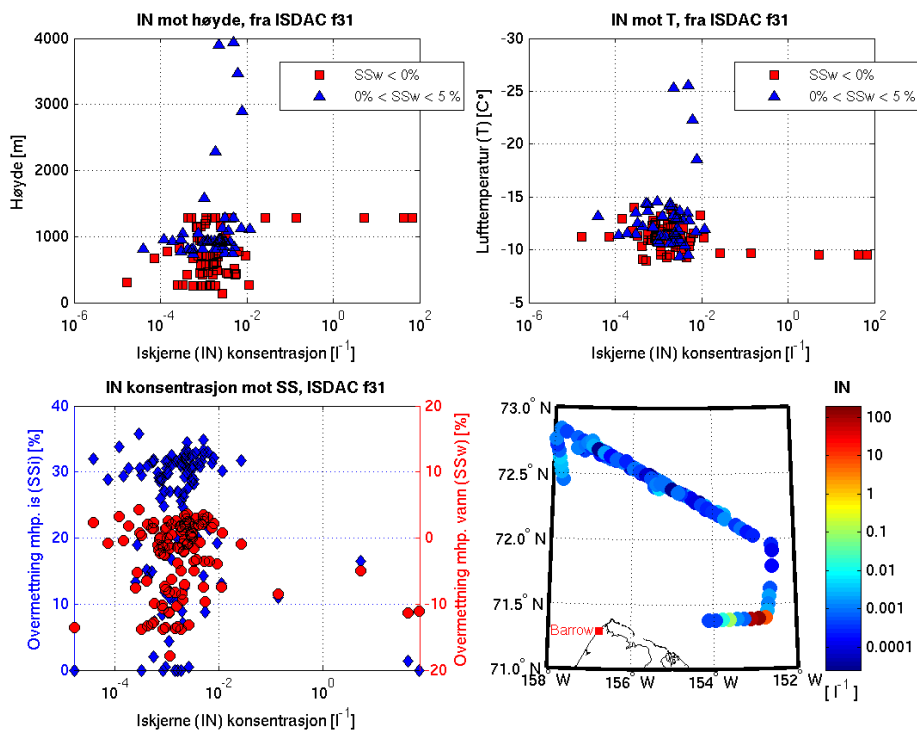 IN mot høyde, fra ISDAC f31
4000
3000
2000
1000
0
Høyde [m]
SSw < 0%
0% < SSw < 5 %
10^-6
10^-4
10^-2
10^0
10^2
Iskjerne (IN) konsentrasjon [l^-1]
IN mot T, fra ISDAC f31
-30
-25
-20
-15
-10
-5
Lufttemperatur (T) [C°]
SSw < 0%
0% < SSw < 5 %
10^-6
10^-4
10^-2
10^0
10^2
Iskjerne (IN) konsentrasjon [l^-1]
IN konsentrasjon mot SS, ISDAC f31
40
30
20
10
0
Overmettning mhp. is (SSi) [%]
20
10
0
-10
-20
Overmettning mhp. vann (SSw) [%]
10^-4
10^-2
10^0
Iskjerne (IN) konsentrasjon [l^-1]
73.0° N
72.5° N
72.0° N
71.5° N
71.0° N
Barrow
158° W
156° W
154° W
152° W
IN
100
10
1
0.1
0.01
0.001
0.0001
[ l^-1]